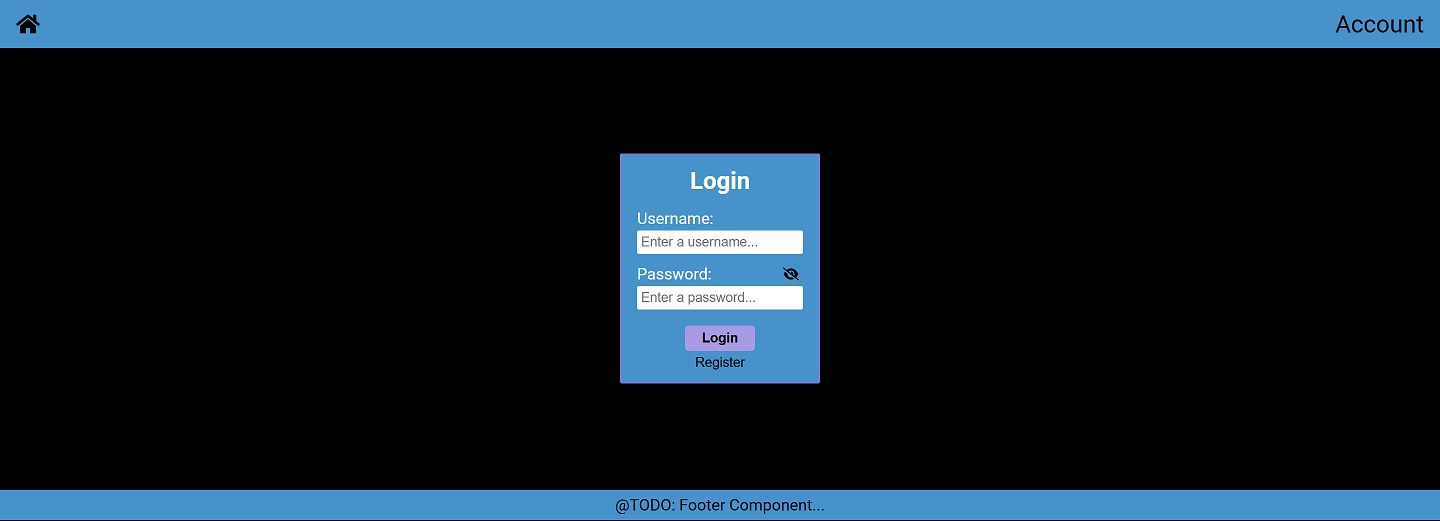 Account
Login
Username:
Enter a username...
Password:
Enter a password...
Login
Register
@TODO: Footer Component...